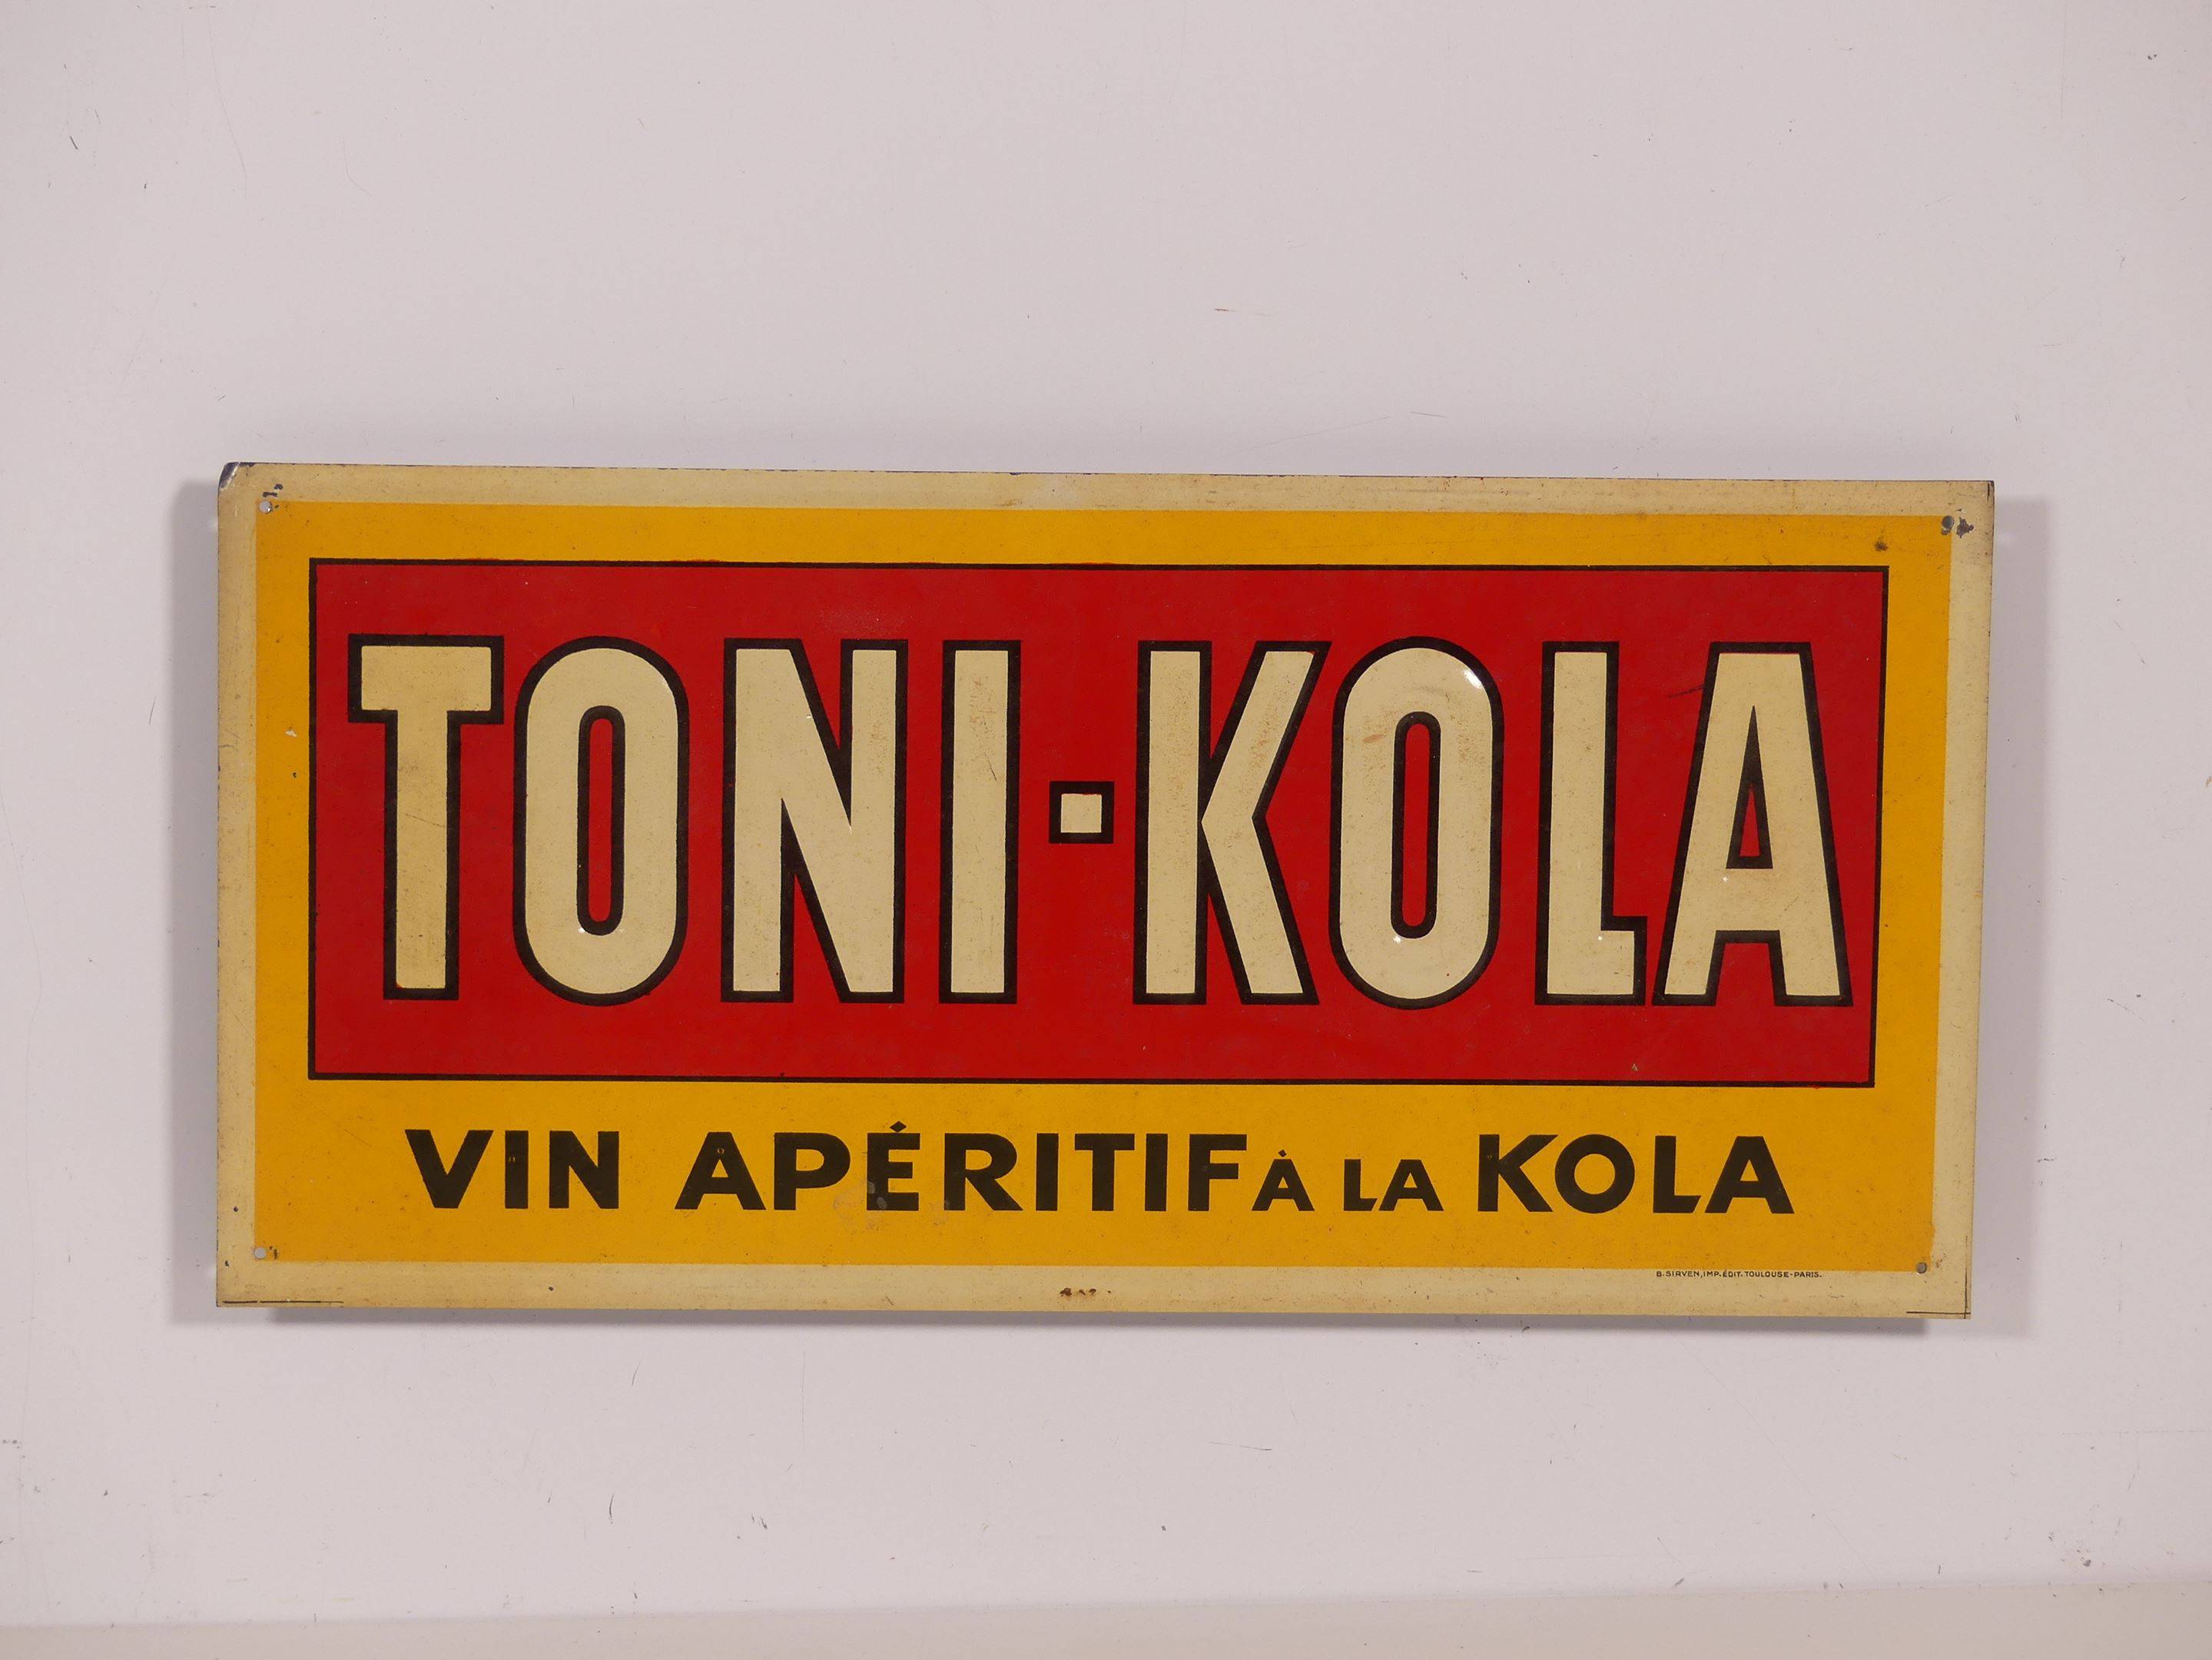 TONI-KOLA
VIN APÉRITIF À LA KOLA
B. SIRVEN, IMP. ÉDIT. TOULOUSE-PARIS.